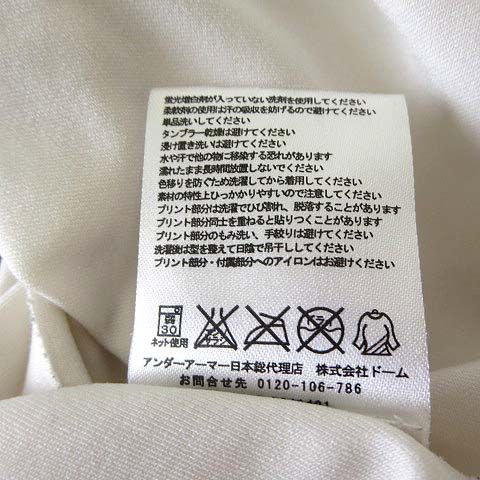 蛍光増白剤が入っていない洗剤を使用してください
柔軟剤の使用は汗の吸収を妨げるので避けてください
単品洗いしてください
タンブラー乾燥は避けてください
浸け置き洗いは避けてください
水や汗で他の物に移染する恐れがあります
濡れたまま長時間放置しないでください
色移りを防ぐため洗濯してから着用してください
素材の特性上ひっかかりやすいので注意してください
プリント部分は洗濯でひび割れ、脱落することがあります
プリント部分同士を重ねると貼りつくことがあります
プリント部分のもみ洗い、手絞りは避けてください
洗濯後は型を整えて日陰で吊干ししてください
プリント部分・付属部分へのアイロンはお避けください
30
ネット使用
アンダーアーマー日本総代理店 株式会社ドーム
お問合せ先 0120-106-786